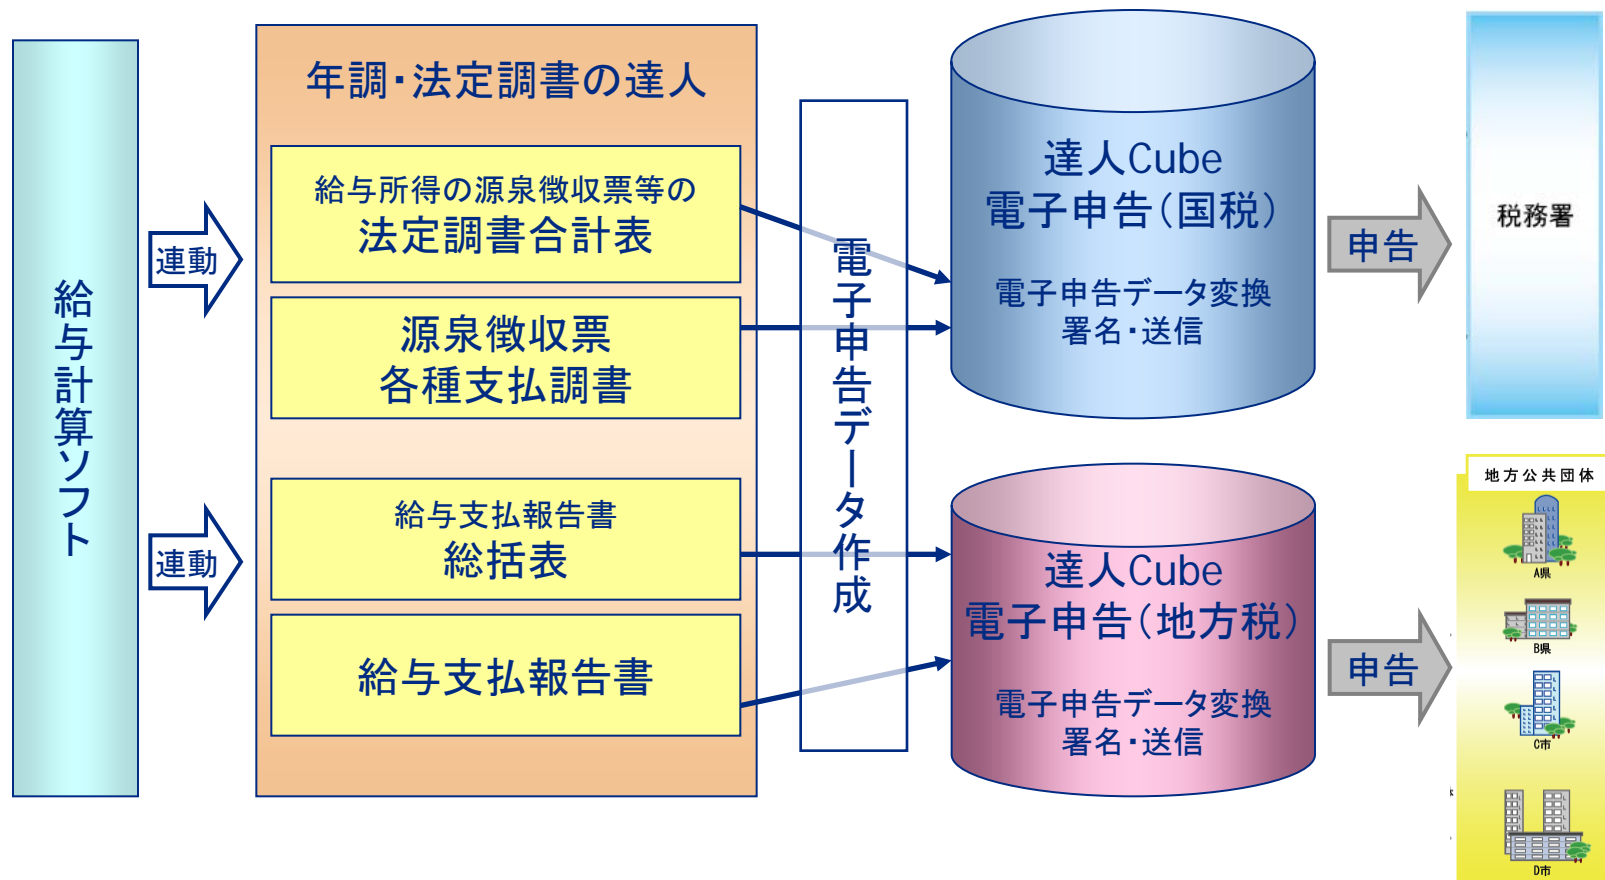 給与計算ソフト
連動
連動
年調・法定調書の達人
給与所得の源泉徴収票等の
法定調書合計表
源泉徴収票
各種支払調書
給与支払報告書
総括表
給与支払報告書
電子申告データ作成
達人Cube
電子申告(国税)
電子申告データ変換
署名・送信
達人Cube
電子申告(地方税)
電子申告データ変換
署名・送信
申告
申告
税務署
地方公共団体
A県
B県
C市
D市